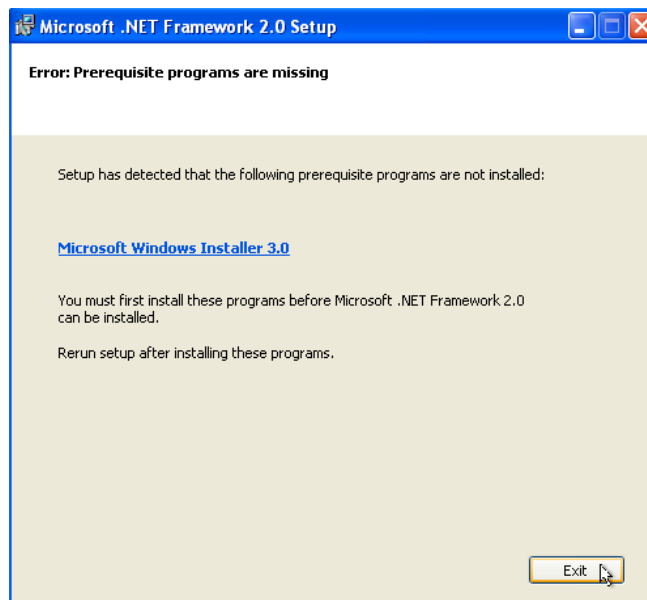 Microsoft .NET Framework 2.0 Setup
Error: Prerequisite programs are missing
Setup has detected that the following prerequisite programs are not installed:
Microsoft Windows Installer 3.0
You must first install these programs before Microsoft .NET Framework 2.0
can be installed.
Rerun setup after installing these programs.
Exit